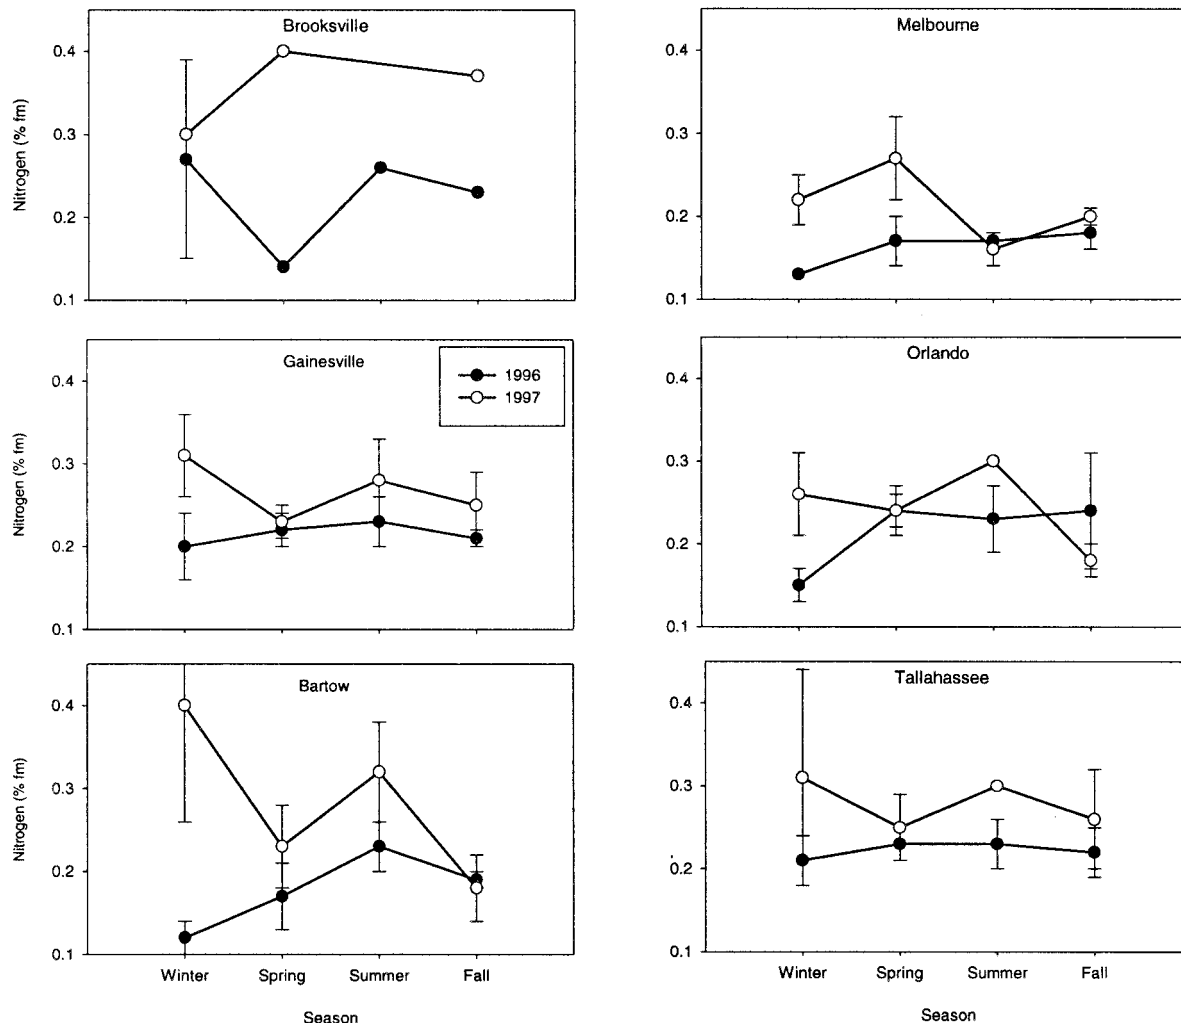 Brooksville
Nitrogen (% fm)
0.4
0.3
0.2
0.1
Melbourne
0.4
0.3
0.2
0.1
Gainesville
1996
1997
Nitrogen (% fm)
0.4
0.3
0.2
0.1
Orlando
0.4
0.3
0.2
0.1
Bartow
Nitrogen (% fm)
0.4
0.3
0.2
0.1
Winter Spring Summer Fall
Season
Tallahassee
0.4
0.3
0.2
0.1
Winter Spring Summer Fall
Season